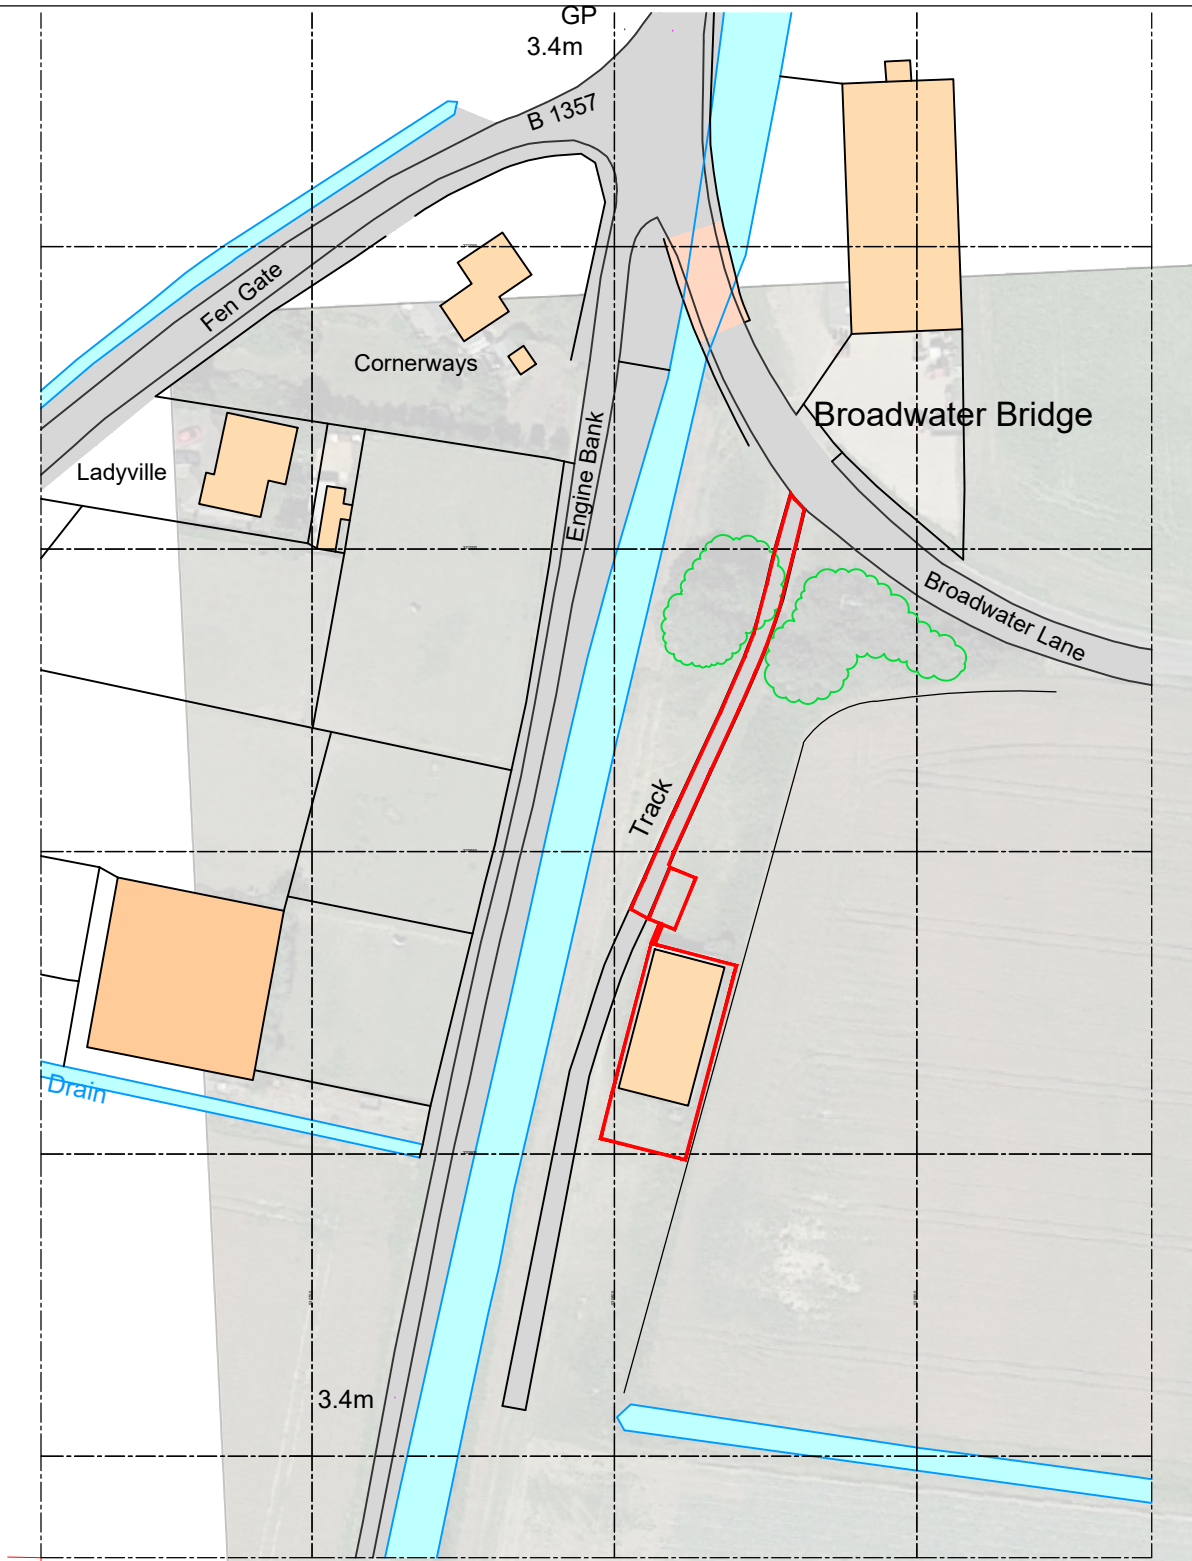 GP
3.4m
B 1357
Fen Gate
Cornerways
Broadwater Bridge
Ladyville
Engine Bank
Broadwater Lane
Track
Drain
3.4m